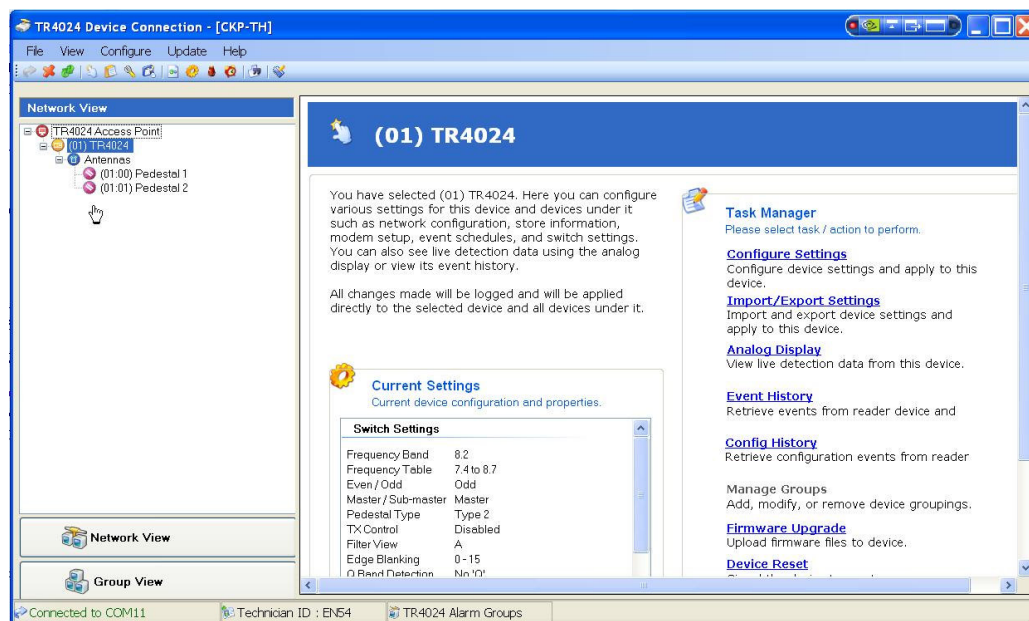 TR4024 Device Connection - [CKP-TH]
File View Configure Update Help
Network View
TR4024 Access Point
(01) TR4024
Antennas
(01:00) Pedestal 1
(01:01) Pedestal 2
Network View
Group View
(01) TR4024
You have selected (01) TR4024. Here you can configure
various settings for this device and devices under it
such as network configuration, store information,
modem setup, event schedules, and switch settings.
You can also see live detection data using the analog
display or view its event history.
All changes made will be logged and will be applied
directly to the selected device and all devices under it.
Current Settings
Current device configuration and properties.
Switch Settings
Frequency Band 8.2
Frequency Table 7.4 to 8.7
Even / Odd Odd
Master / Sub-master Master
Pedestal Type Type 2
TX Control Disabled
Filter View A
Edge Blanking 0 - 15
Q Band Detection No 'Q'
Task Manager
Please select task / action to perform.
Configure Settings
Configure device settings and apply to this
device.
Import/Export Settings
Import and export device settings and
apply to this device.
Analog Display
View live detection data from this device.
Event History
Retrieve events from reader device and
Config History
Retrieve configuration events from reader
Manage Groups
Add, modify, or remove device groupings.
Firmware Upgrade
Upload firmware files to device.
Device Reset
Connected to COM11 Technician ID : EN54 TR4024 Alarm Groups